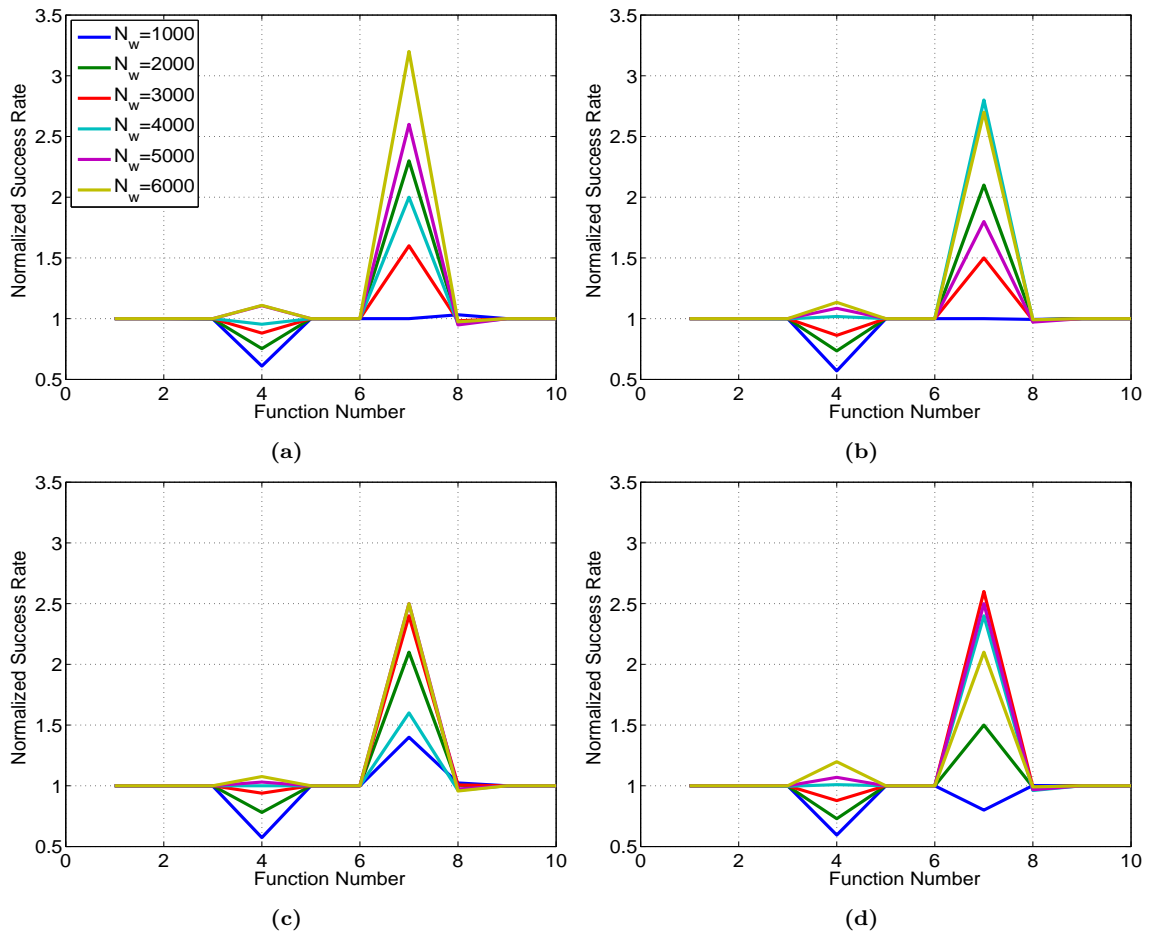 3.5
3
2.5
2
1.5
1
0.5
Normalized Success Rate
N_w=1000
N_w=2000
N_w=3000
N_w=4000
N_w=5000
N_w=6000
0 2 4 6 8 10
Function Number
(a)
3.5
3
2.5
2
1.5
1
0.5
Normalized Success Rate
0 2 4 6 8 10
Function Number
(b)
3.5
3
2.5
2
1.5
1
0.5
Normalized Success Rate
0 2 4 6 8 10
Function Number
(c)
3.5
3
2.5
2
1.5
1
0.5
Normalized Success Rate
0 2 4 6 8 10
Function Number
(d)